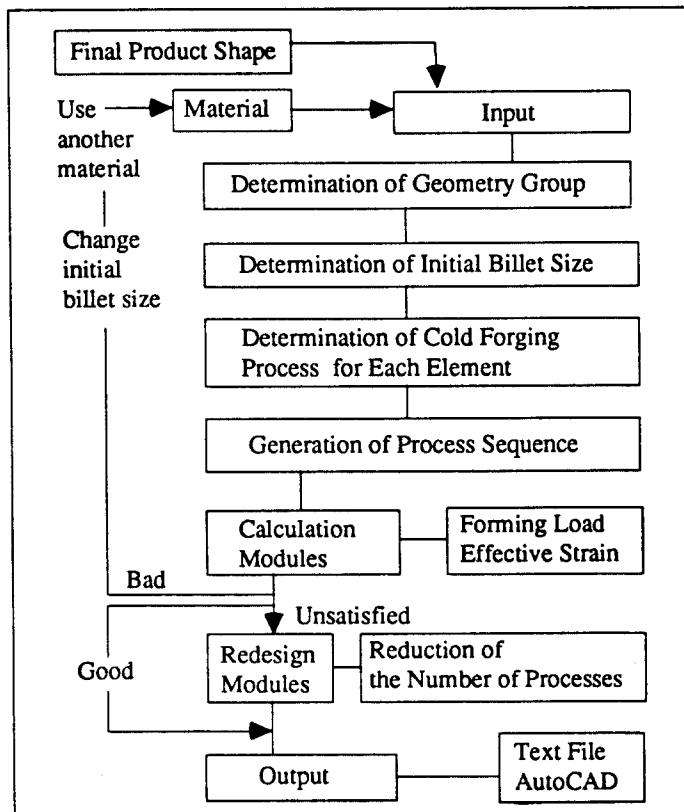 Final Product Shape
Use
another
material
Material
Input
Determination of Geometry Group
Change
initial
billet size
Determination of Initial Billet Size
Determination of Cold Forging
Process for Each Element
Generation of Process Sequence
Calculation
Modules
Forming Load
Effective Strain
Bad
Unsatisfied
Good
Redesign
Modules
Reduction of
the Number of Processes
Output
Text File
AutoCAD